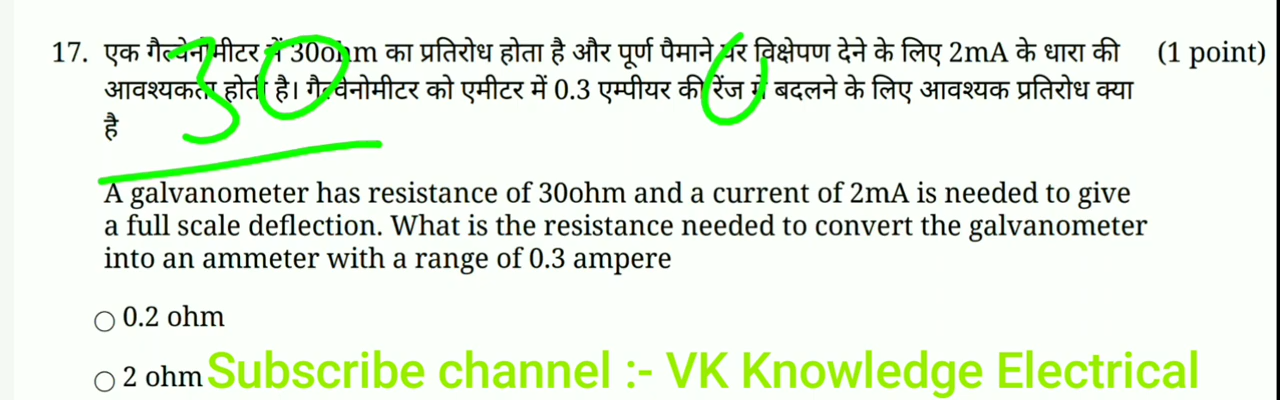 17. एक गैल्वेनोमीटर में 30ohm का प्रतिरोध होता है और पूर्ण पैमाने पर विक्षेपण देने के लिए 2mA के धारा की (1 point)
आवश्यकता होती है। गैल्वेनोमीटर को एमीटर में 0.3 एम्पीयर की रेंज में बदलने के लिए आवश्यक प्रतिरोध क्या
है
30
A galvanometer has resistance of 30ohm and a current of 2mA is needed to give
a full scale deflection. What is the resistance needed to convert the galvanometer
into an ammeter with a range of 0.3 ampere
0.2 ohm
2 ohm Subscribe channel :- VK Knowledge Electrical